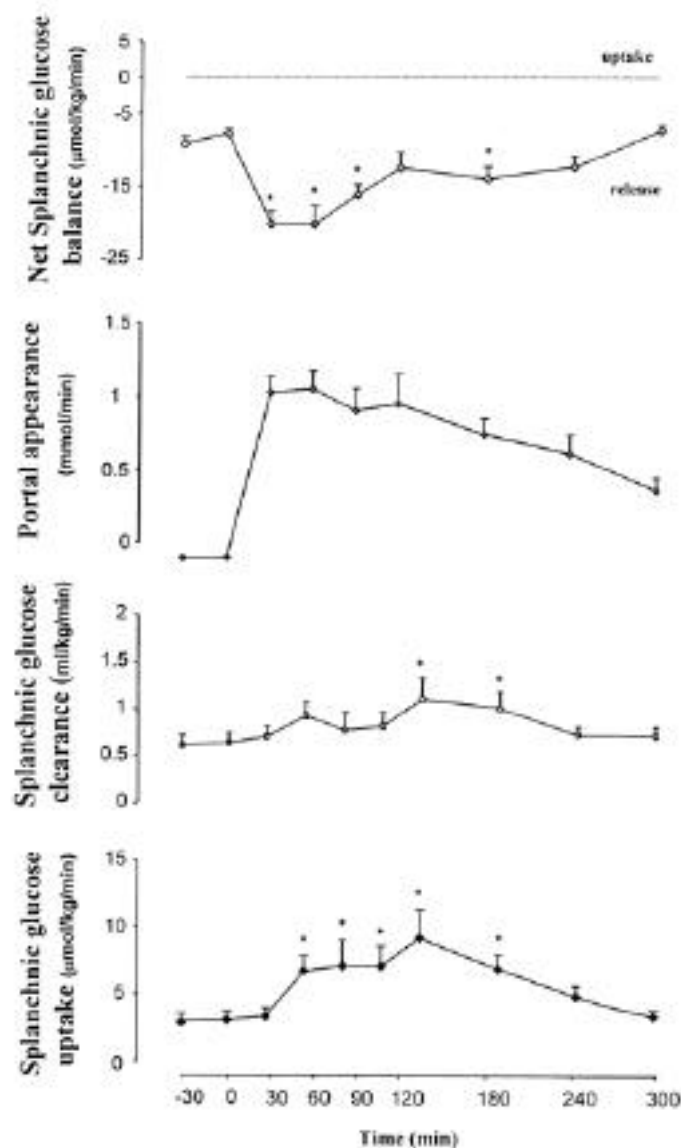 Net Splanchnic glucose
balance (µmol/kg/min)
5
0
-5
-15
-25
uptake
* * * *
release
Portal appearance
(mmol/min)
1.5
1
0.5
0
Splanchnic glucose
clearance (ml/kg/min)
2
1.5
1
0.5
0
* *
Splanchnic glucose
uptake (µmol/kg/min)
15
10
5
0
* * * * *
-30 0 30 60 90 120 180 240 300
Time (min)